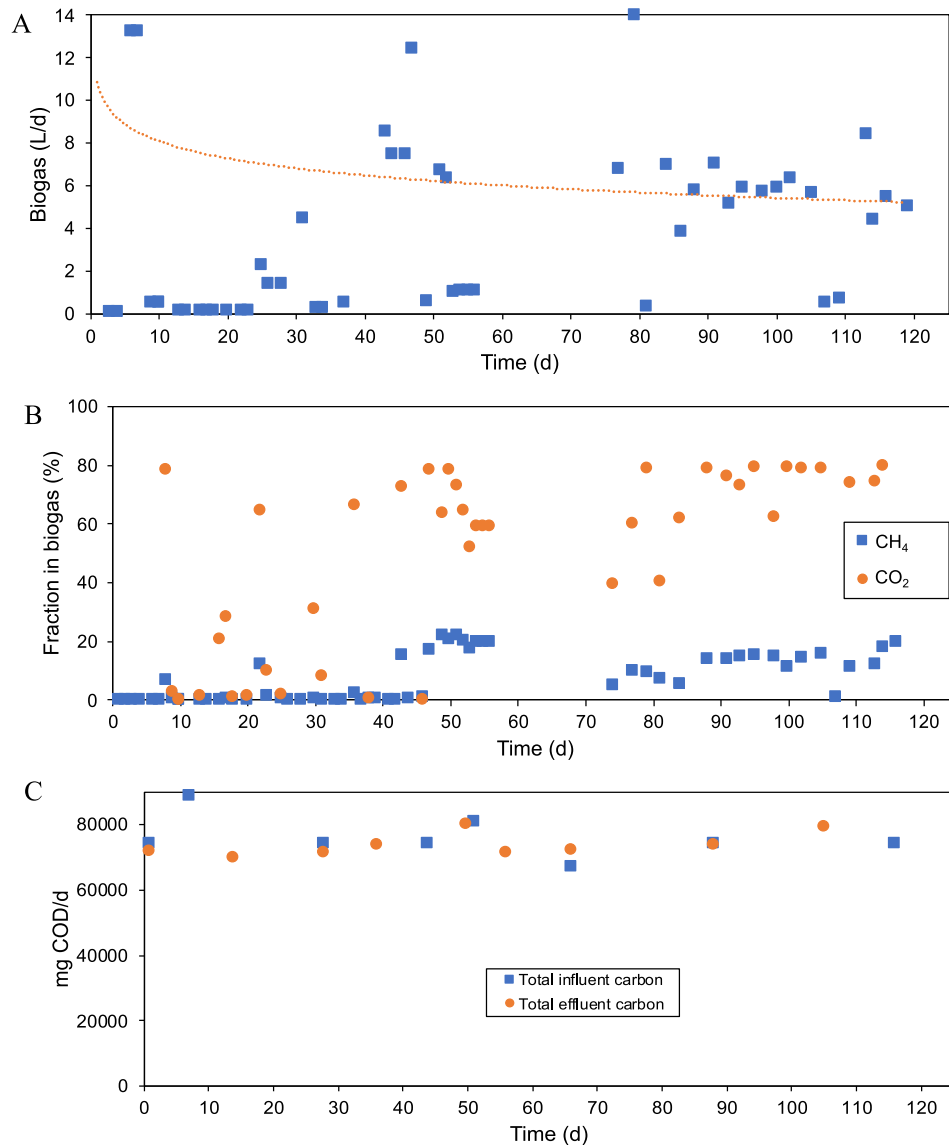 A
14
12
10
8
6
4
2
0
Biogas (L/d)
0 10 20 30 40 50 60 70 80 90 100 110 120
Time (d)
B
100
80
60
40
20
0
Fraction in biogas (%)
CH₄
CO₂
0 10 20 30 40 50 60 70 80 90 100 110 120
Time (d)
C
80000
60000
40000
20000
0
mg COD/d
Total influent carbon
Total effluent carbon
0 10 20 30 40 50 60 70 80 90 100 110 120
Time (d)